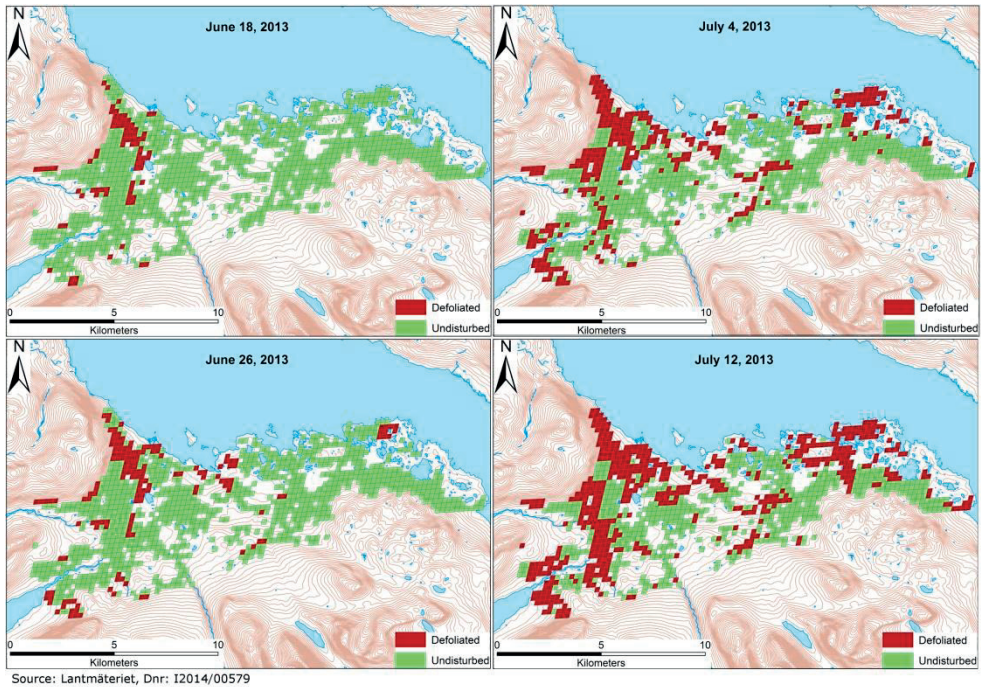 N
June 18, 2013
Defoliated
Undisturbed
0
5
10
Kilometers
N
July 4, 2013
Defoliated
Undisturbed
0
5
10
Kilometers
N
June 26, 2013
Defoliated
Undisturbed
0
5
10
Kilometers
N
July 12, 2013
Defoliated
Undisturbed
0
5
10
Kilometers
Source: Lantmäteriet, Dnr: I2014/00579